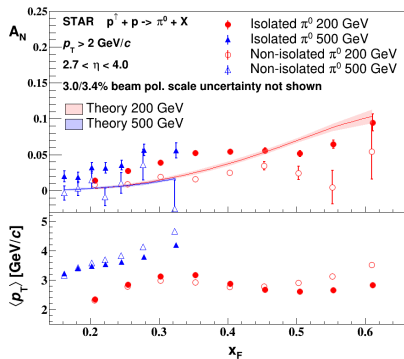 STAR p↑ + p -> π⁰ + X
p_T > 2 GeV/c
2.7 < η < 4.0
3.0/3.4% beam pol. scale uncertainty not shown
Isolated π⁰ 200 GeV
Isolated π⁰ 500 GeV
Non-isolated π⁰ 200 GeV
Non-isolated π⁰ 500 GeV
Theory 200 GeV
Theory 500 GeV
A_N
0.25
0.2
0.15
0.1
0.05
0
⟨p_T⟩ [GeV/c]
5
4
3
2
0.2 0.3 0.4 0.5 0.6
x_F